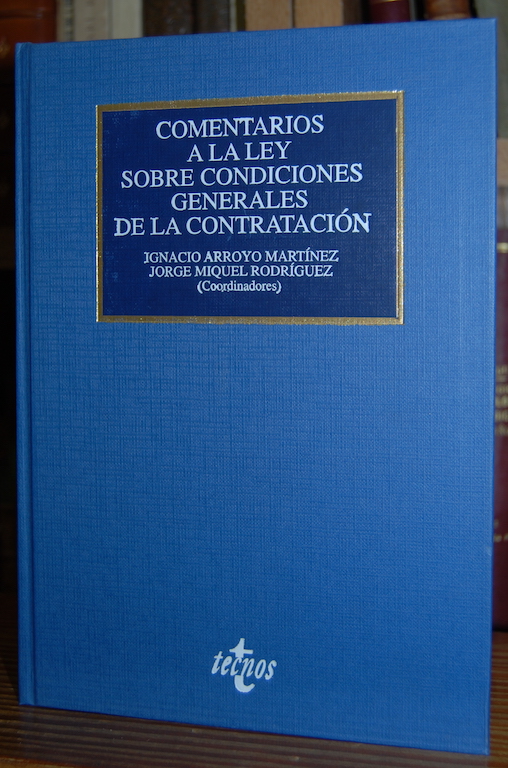 COMENTARIOS
A LA LEY
SOBRE CONDICIONES
GENERALES
DE LA CONTRATACIÓN
IGNACIO ARROYO MARTÍNEZ
JORGE MIQUEL RODRÍGUEZ
(Coordinadores)
tecnos